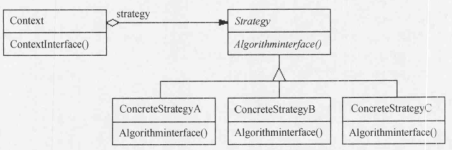 Context
ContextInterface()
strategy
Strategy
Algorithminterface()
ConcreteStrategyA
Algorithminterface()
ConcreteStrategyB
Algorithminterface()
ConcreteStrategyC
Algorithminterface()